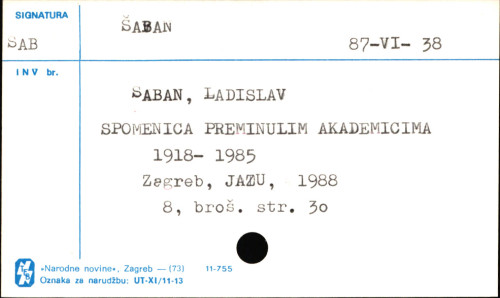 SIGNATURA
ŠABAN
ŠAB
87-VI- 38
INV br.
ŠABAN, LADISLAV
SPOMENICA PREMINULIM AKADEMICIMA
1918- 1985
Zagreb, JAZU, 1988
8, broš. str. 30
»Narodne novine«, Zagreb — (73) 11-755
Oznaka za narudžbu: UT-XI/11-13